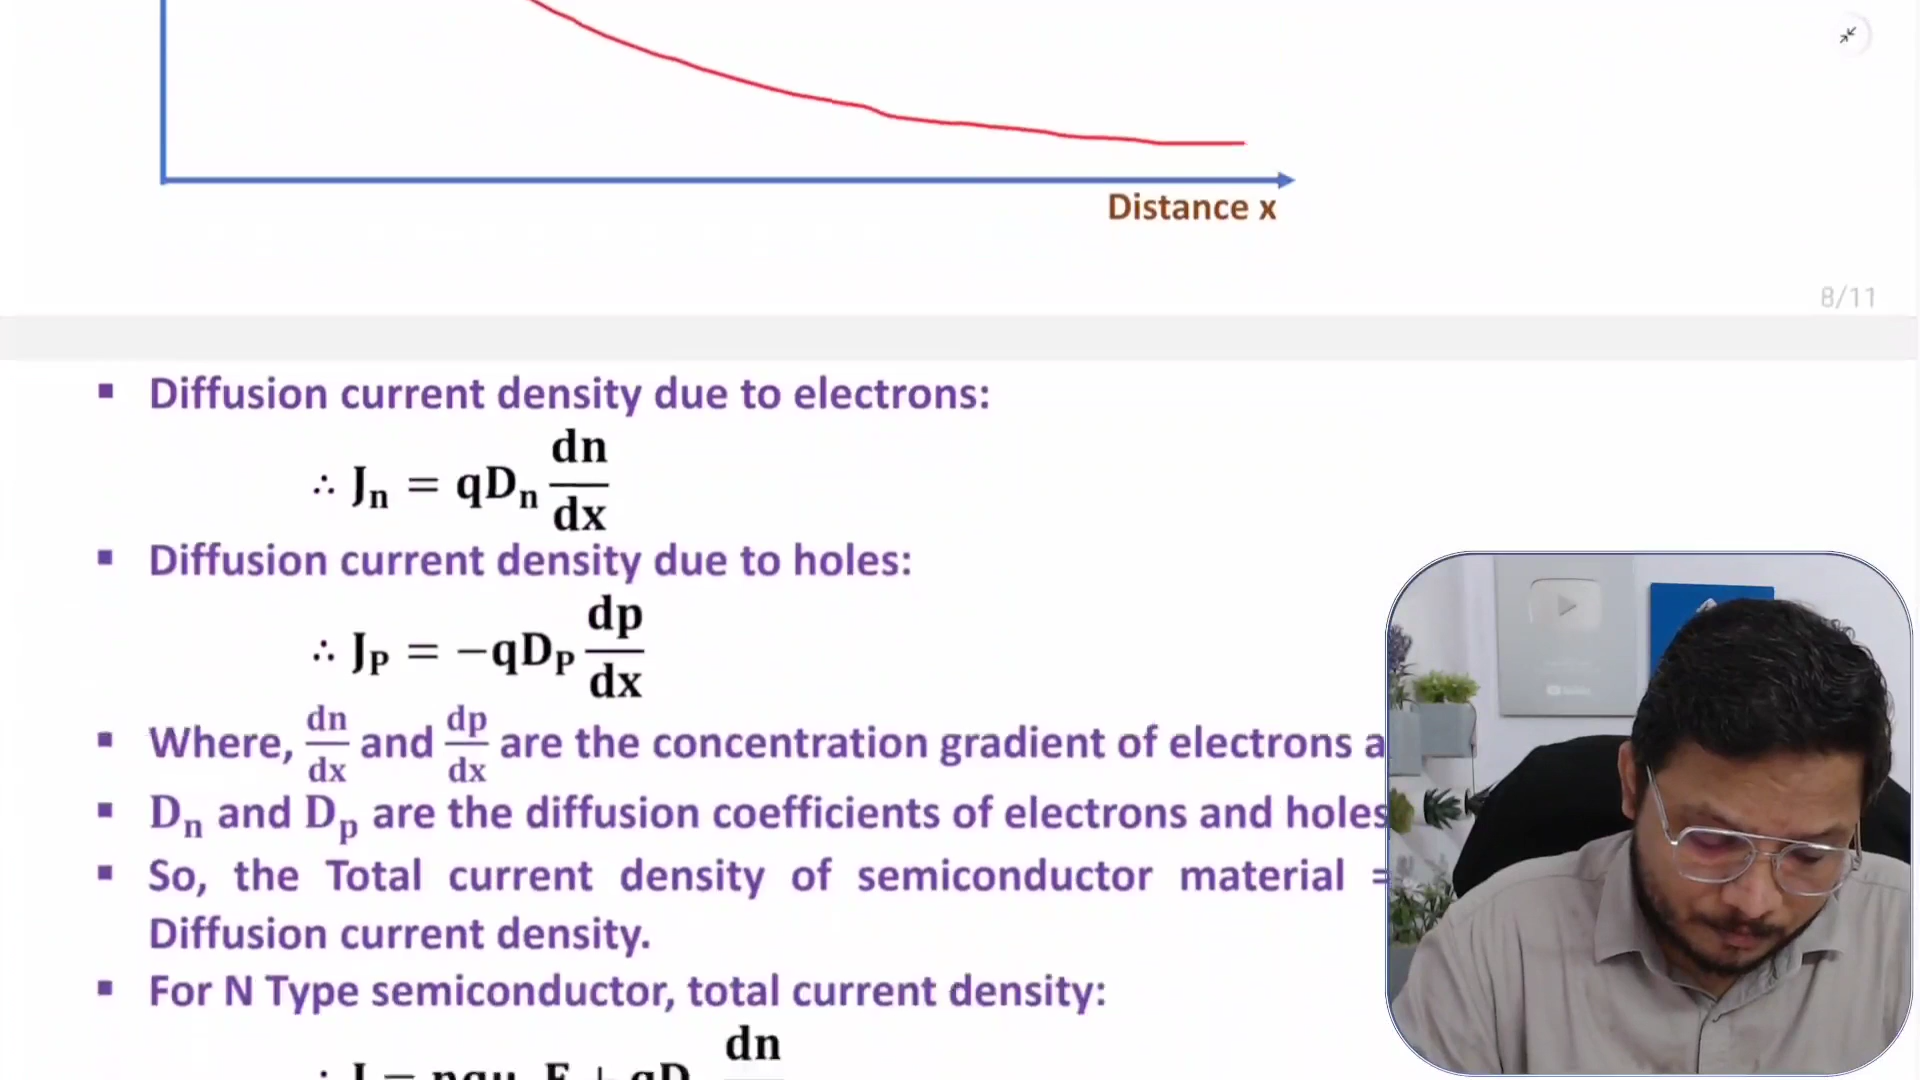 Distance x
8/11
▪ Diffusion current density due to electrons:
∴ Jₙ = qDₙ dn/dx
▪ Diffusion current density due to holes:
∴ J_P = −qD_P dp/dx
▪ Where, dn/dx and dp/dx are the concentration gradient of electrons a
▪ Dₙ and Dₚ are the diffusion coefficients of electrons and holes
▪ So, the Total current density of semiconductor material =
Diffusion current density.
▪ For N Type semiconductor, total current density:
dn